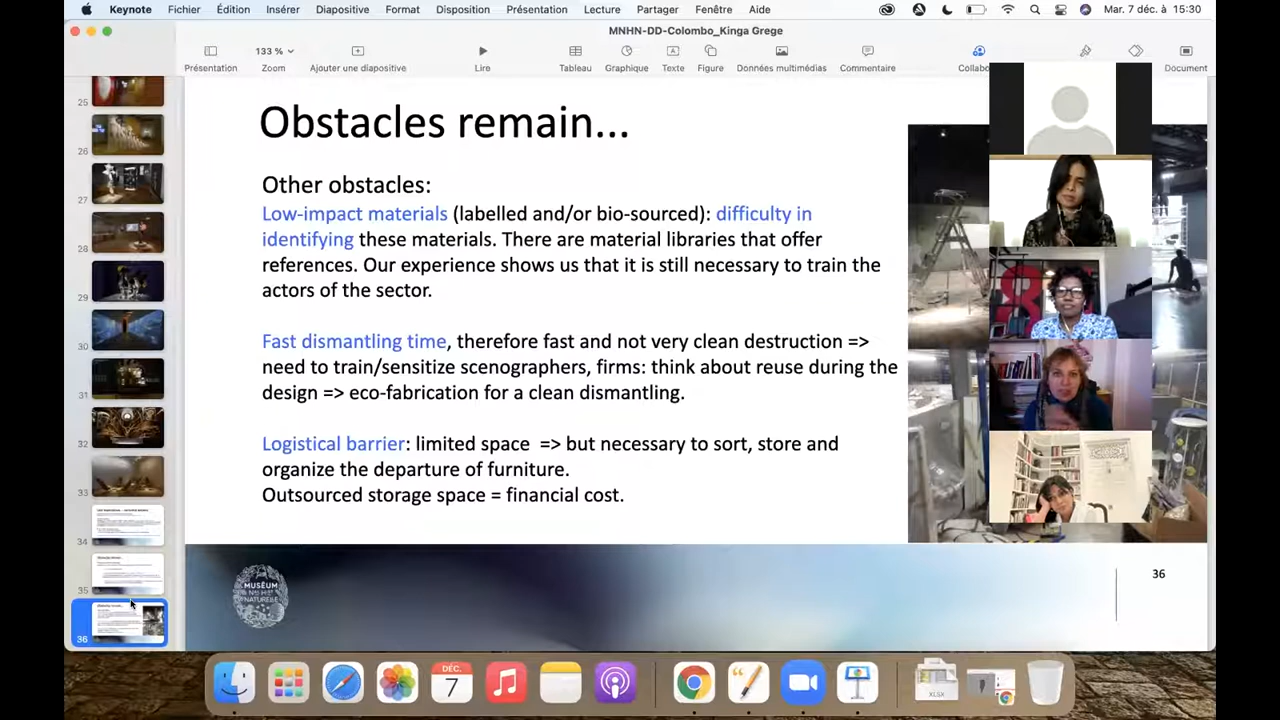 Keynote Fichier Édition Insérer Diapositive Format Disposition Présentation Lecture Partager Fenêtre Aide Mar. 7 déc. à 15:30
MNHN-DD-Colombo_Kinga Grege
133 %
Présentation Zoom Ajouter une diapositive Lire Tableau Graphique Texte Figure Données multimédias Commentaire Collabo Document
25
26
27
28
29
30
31
32
33
34
35
36
Obstacles remain...
Other obstacles:
Low-impact materials (labelled and/or bio-sourced): difficulty in
identifying these materials. There are material libraries that offer
references. Our experience shows us that it is still necessary to train the
actors of the sector.
Fast dismantling time, therefore fast and not very clean destruction =>
need to train/sensitize scenographers, firms: think about reuse during the
design => eco-fabrication for a clean dismantling.
Logistical barrier: limited space => but necessary to sort, store and
organize the departure of furniture.
Outsourced storage space = financial cost.
MUSÉUM
NAT HIST
NATURELLE
36
DÉC.
7
XLSX